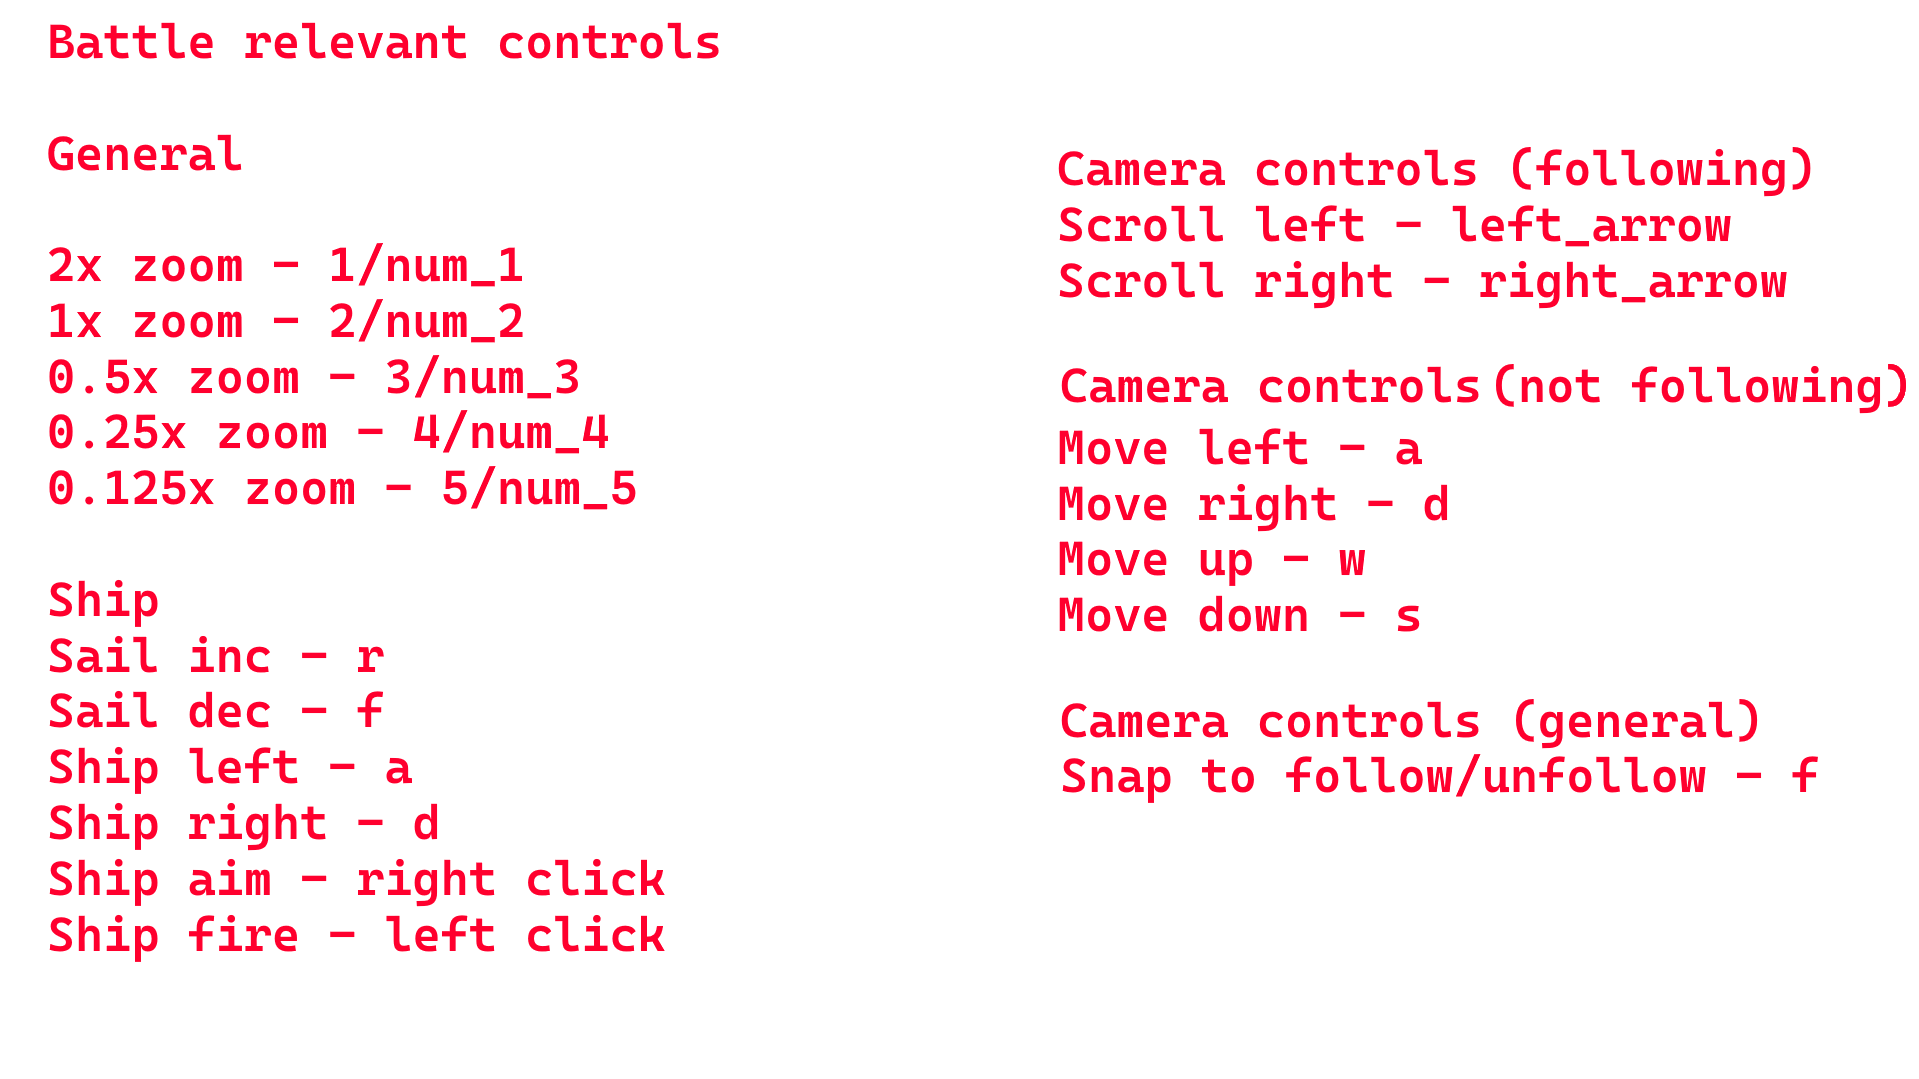 Battle relevant controls
General
2x zoom - 1/num_1
1x zoom - 2/num_2
0.5x zoom - 3/num_3
0.25x zoom - 4/num_4
0.125x zoom - 5/num_5
Ship
Sail inc - r
Sail dec - f
Ship left - a
Ship right - d
Ship aim - right click
Ship fire - left click
Camera controls (following)
Scroll left - left_arrow
Scroll right - right_arrow
Camera controls (not following)
Move left - a
Move right - d
Move up - w
Move down - s
Camera controls (general)
Snap to follow/unfollow - f